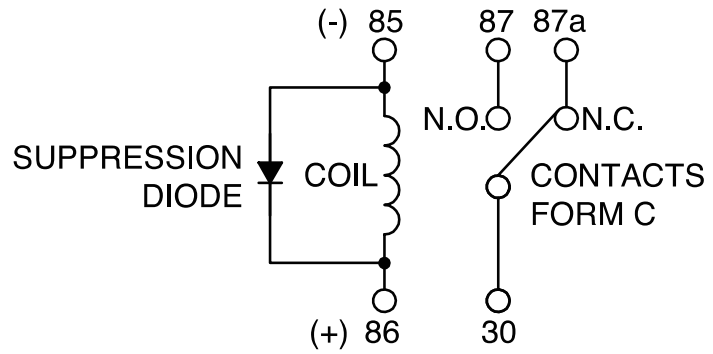 (-) 85 87 87a
N.O. N.C.
SUPPRESSION
DIODE
COIL
CONTACTS
FORM C
(+) 86 30